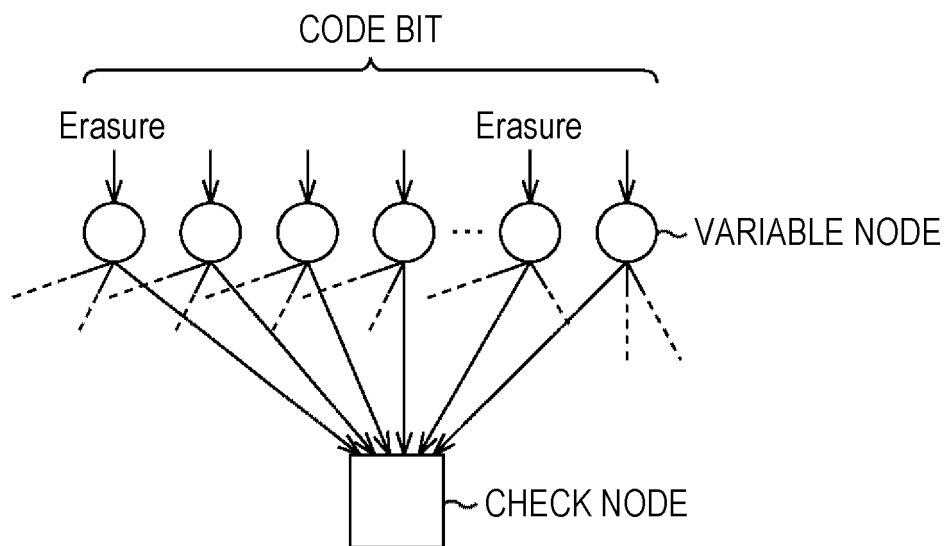 CODE BIT
Erasure Erasure
... VARIABLE NODE
CHECK NODE